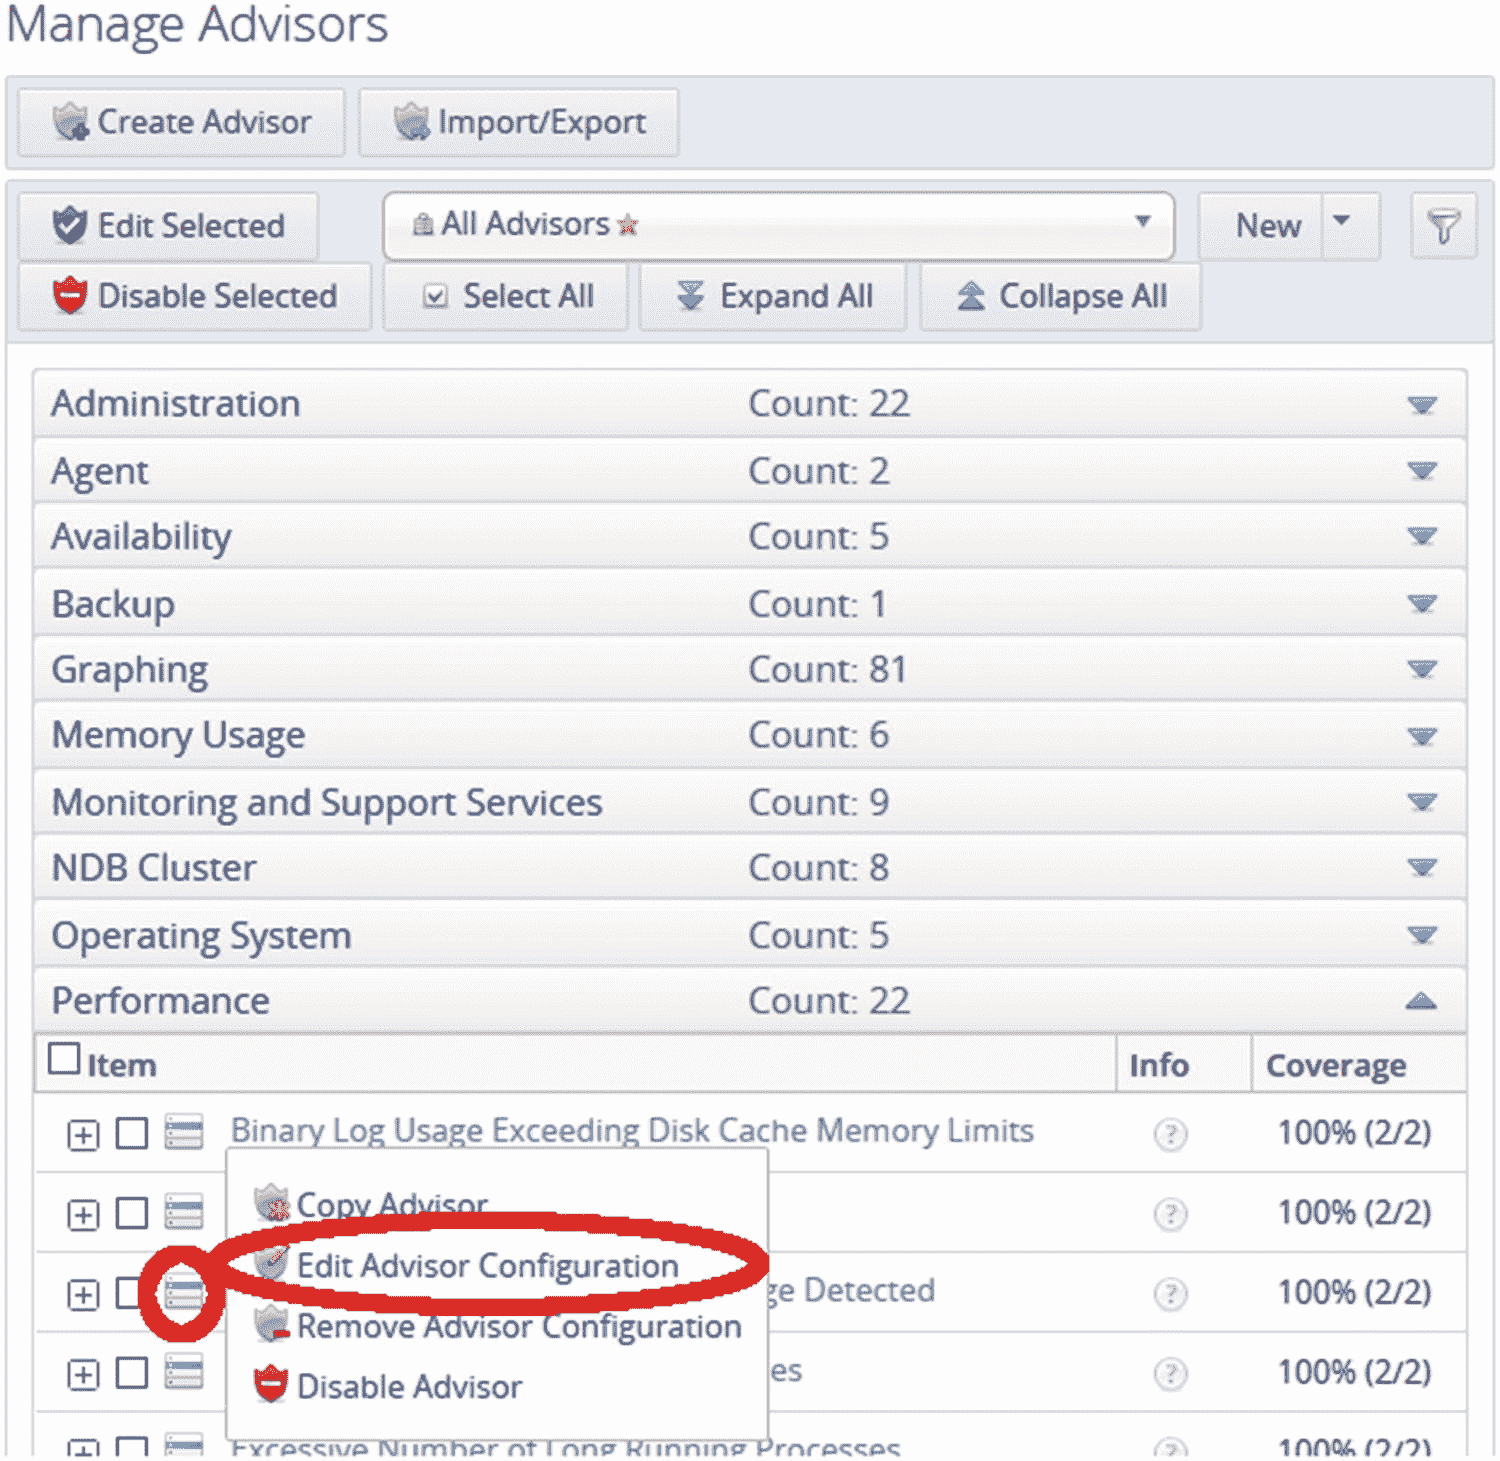 Manage Advisors
Create Advisor Import/Export
Edit Selected All Advisors New
Disable Selected Select All Expand All Collapse All
Administration Count: 22
Agent Count: 2
Availability Count: 5
Backup Count: 1
Graphing Count: 81
Memory Usage Count: 6
Monitoring and Support Services Count: 9
NDB Cluster Count: 8
Operating System Count: 5
Performance Count: 22
Item Info Coverage
Binary Log Usage Exceeding Disk Cache Memory Limits ? 100% (2/2)
Copy Advisor ? 100% (2/2)
Edit Advisor Configuration
ge Detected ? 100% (2/2)
Remove Advisor Configuration
es ? 100% (2/2)
Disable Advisor
Excessive Number of Long Running Processes ? 100% (2/2)